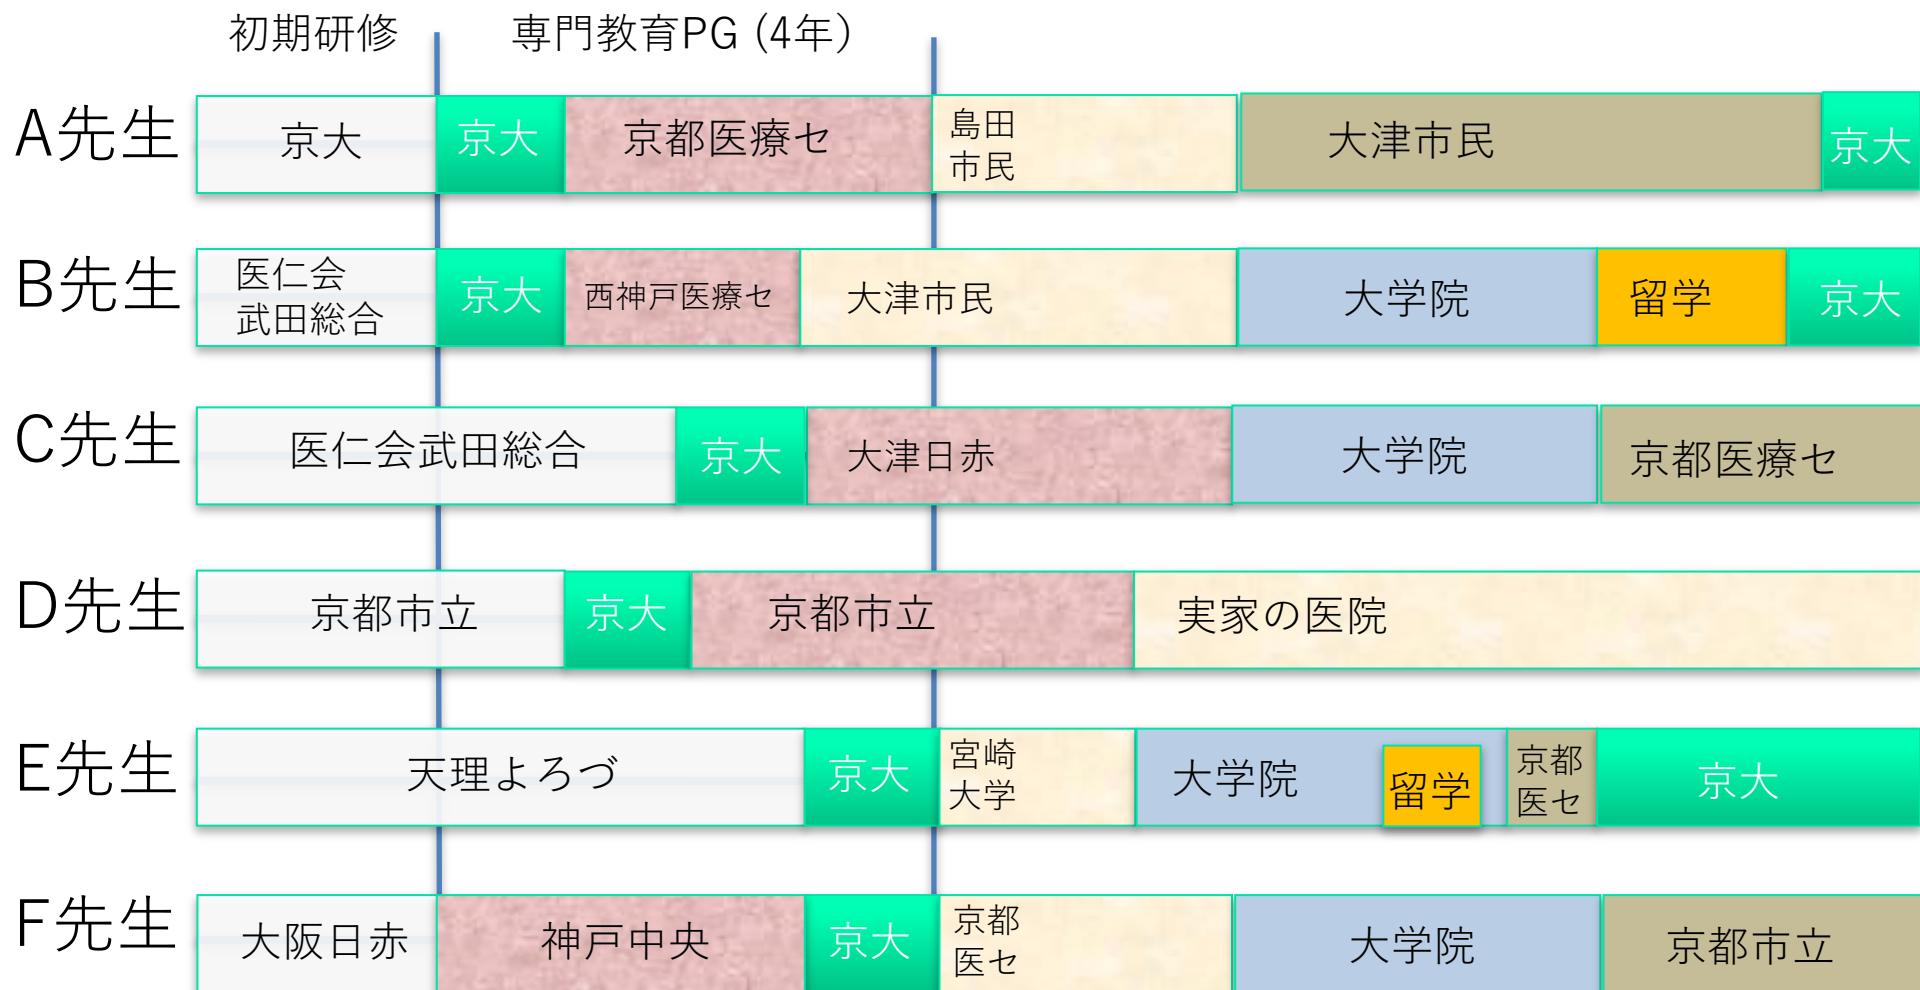 初期研修 専門教育PG (4年)
A先生 京大 京大 京都医療セ 島田 大津市民 京大
市民
B先生 医仁会 京大 西神戸医療セ 大津市民 大学院 留学 京大
武田総合
C先生 医仁会武田総合 京大 大津日赤 大学院 京都医療セ
D先生 京都市立 京大 京都市立 実家の医院
E先生 天理よろづ 京大 宮崎 大学院 留学 京都 京大
大学 医セ
F先生 大阪日赤 神戸中央 京大 京都 大学院 京都市立
医セ